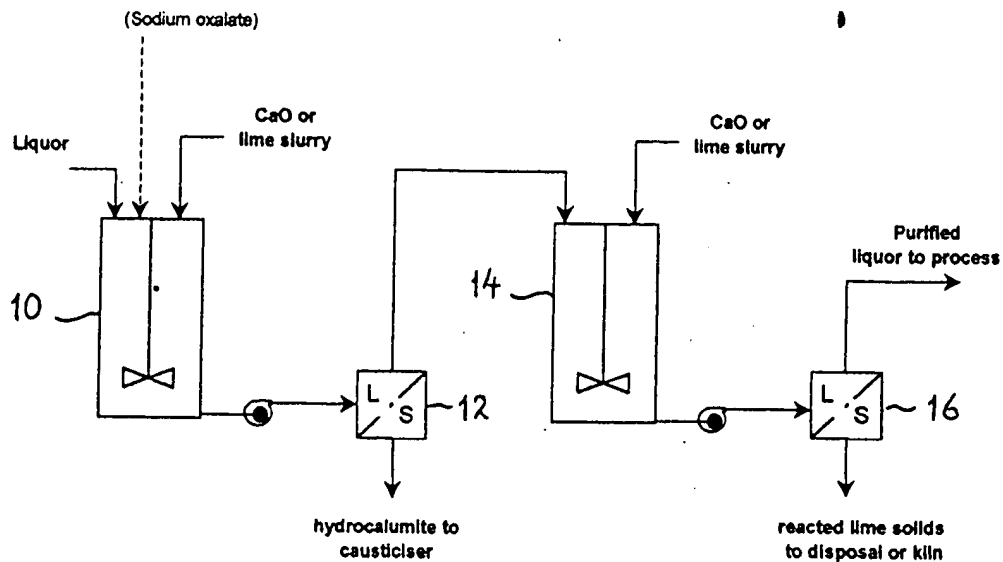 (Sodium oxalate)
CaO or
lime slurry
Liquor
CaO or
lime slurry
Purified
liquor to process
10
14
L
S
12
L
S
16
hydrocalumite to
causticiser
reacted lime solids
to disposal or kiln